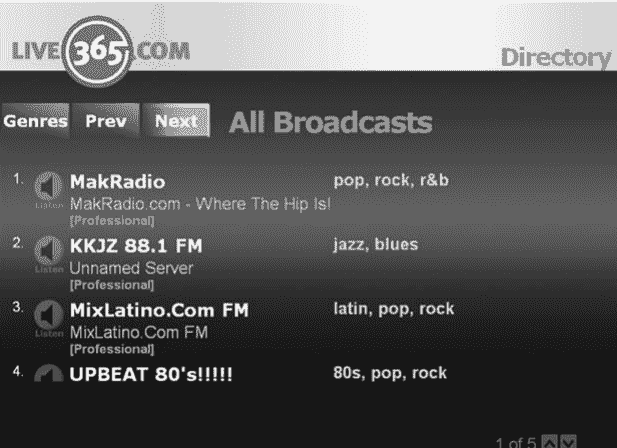 LIVE 365 .COM
Directory
Genres Prev Next All Broadcasts
1. MakRadio pop, rock, r&b
Listen MakRadio.com - Where The Hip Is!
[Professional]
2. KKJZ 88.1 FM jazz, blues
Listen Unnamed Server
[Professional]
3. MixLatino.Com FM latin, pop, rock
Listen MixLatino.Com FM
[Professional]
4. UPBEAT 80's!!!!! 80s, pop, rock
1 of 5